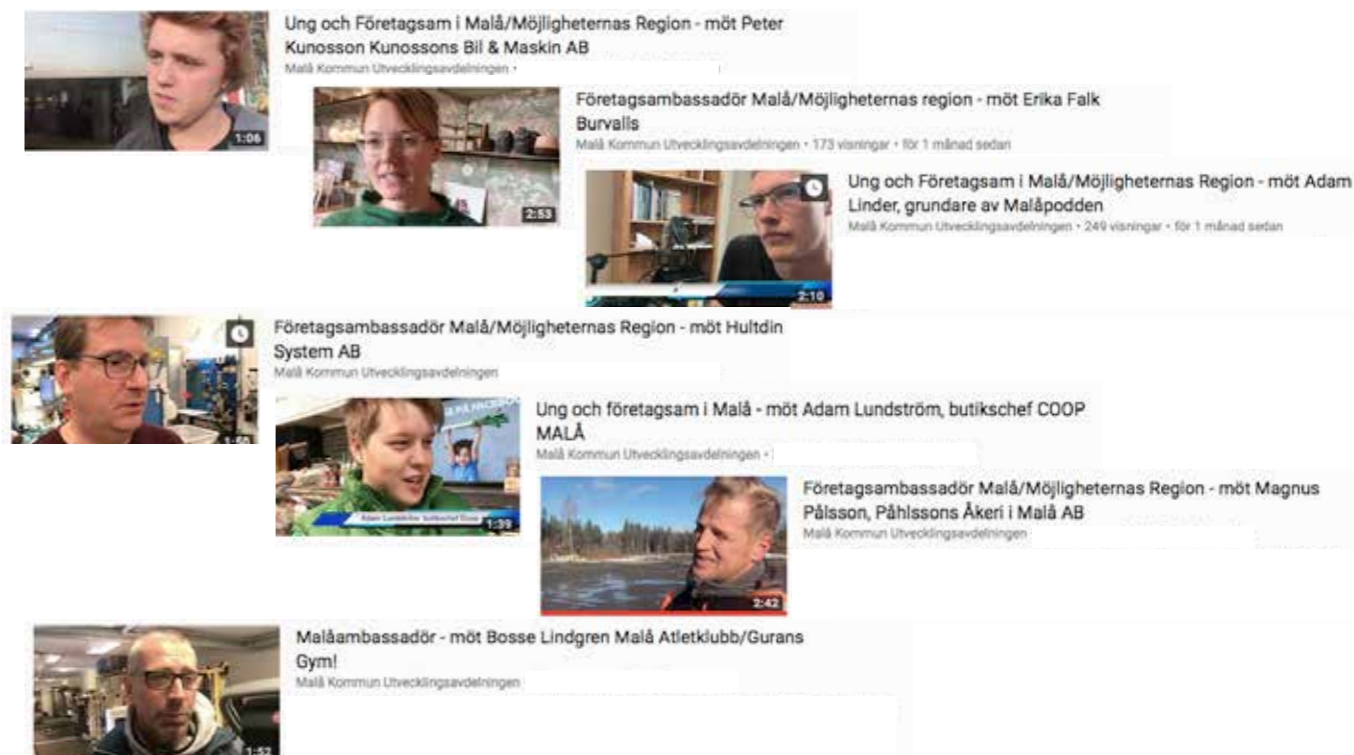 Ung och Företagsam i Malå/Möjligheternas Region - möt Peter
Kunosson Kunossons Bil & Maskin AB
Malå Kommun Utvecklingsavdelningen •
1:06
Företagsambassadör Malå/Möjligheternas region - möt Erika Falk
Burvalls
Malå Kommun Utvecklingsavdelningen • 173 visningar • för 1 månad sedan
2:53
Ung och Företagsam i Malå/Möjligheternas Region - möt Adam
Linder, grundare av Malåpodden
Malå Kommun Utvecklingsavdelningen • 249 visningar • för 1 månad sedan
2:10
Företagsambassadör Malå/Möjligheternas Region - möt Hultdin
System AB
Malå Kommun Utvecklingsavdelningen
PÅ FACEBOO
Ung och företagsam i Malå - möt Adam Lundström, butikschef COOP
MALÅ
Malå Kommun Utvecklingsavdelningen •
Adam Lundström butikschef Coop
1:39
Företagsambassadör Malå/Möjligheternas Region - möt Magnus
Pålsson, Påhlssons Åkeri i Malå AB
Malå Kommun Utvecklingsavdelningen
2:42
Malåambassadör - möt Bosse Lindgren Malå Atletklubb/Gurans
Gym!
Malå Kommun Utvecklingsavdelningen
1:52